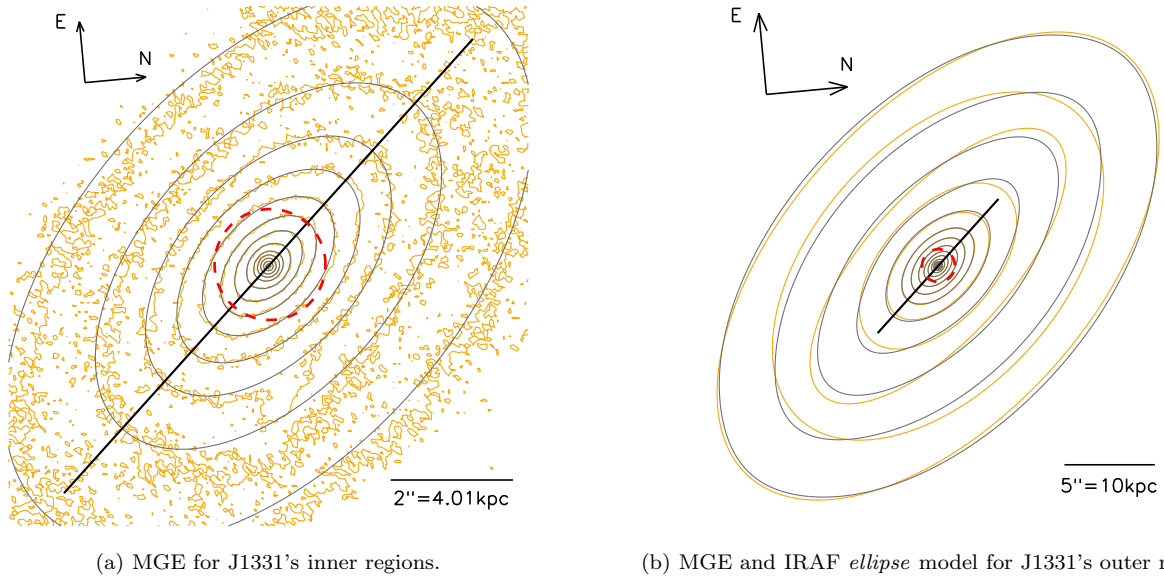 E
N
2"=4.01kpc
E
N
5"=10kpc
(a) MGE for J1331's inner regions.
(b) MGE and IRAF ellipse model for J1331's outer r